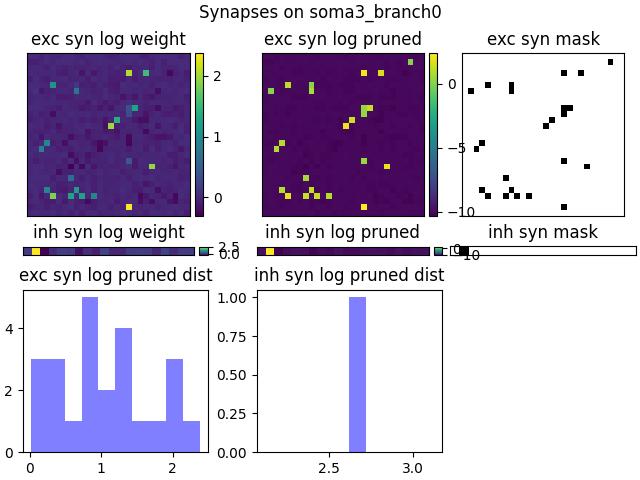 Synapses on soma3_branch0
exc syn log weight
exc syn log pruned
exc syn mask
2
1
0
0
−5
−10
inh syn log weight
inh syn log pruned
inh syn mask
2.5
0.0
0
−10
exc syn log pruned dist
inh syn log pruned dist
4
2
0
0
1
2
1.00
0.75
0.50
0.25
0.00
2.5
3.0